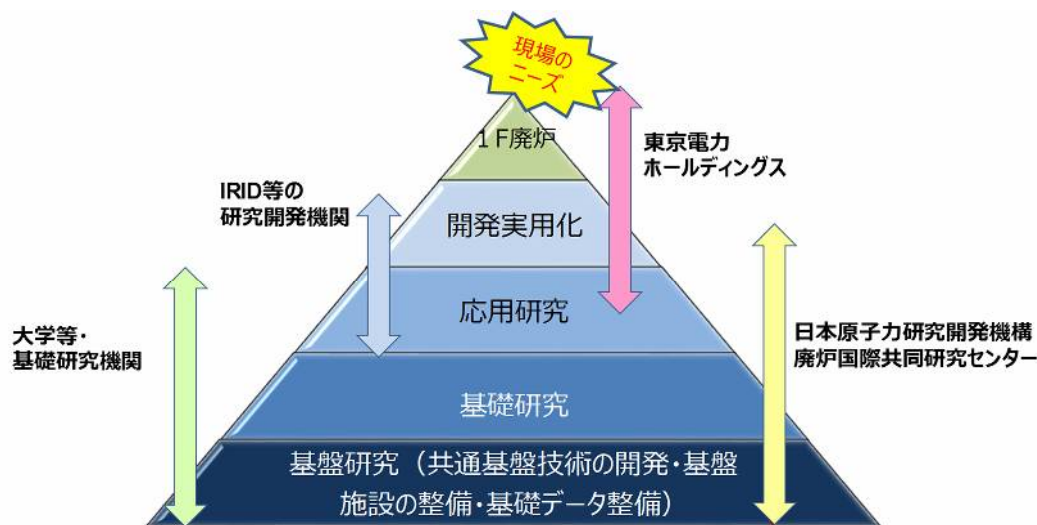 現場の
ニーズ
1F廃炉
東京電力
ホールディングス
IRID等の
研究開発機関
開発実用化
応用研究
大学等・
基礎研究機関
日本原子力研究開発機構
廃炉国際共同研究センター
基礎研究
基盤研究（共通基盤技術の開発・基盤
施設の整備・基礎データ整備）